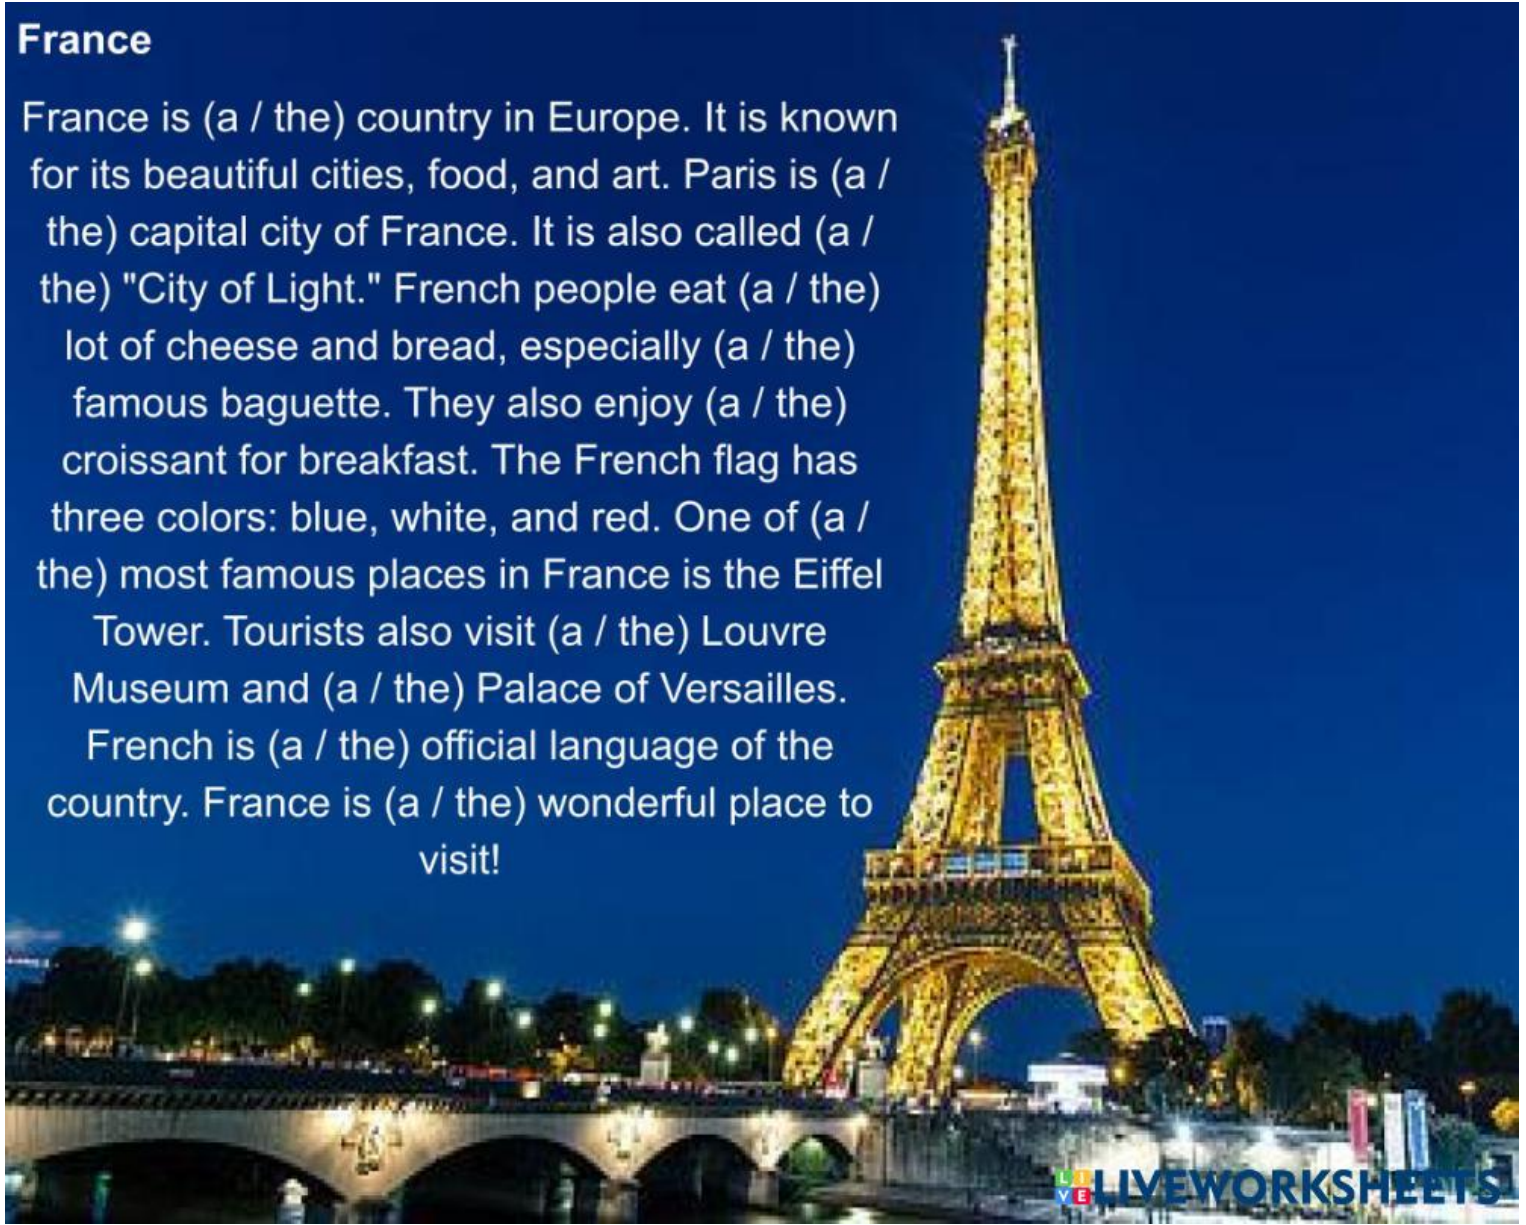 France
France is (a / the) country in Europe. It is known
for its beautiful cities, food, and art. Paris is (a /
the) capital city of France. It is also called (a /
the) "City of Light." French people eat (a / the)
lot of cheese and bread, especially (a / the)
famous baguette. They also enjoy (a / the)
croissant for breakfast. The French flag has
three colors: blue, white, and red. One of (a /
the) most famous places in France is the Eiffel
Tower. Tourists also visit (a / the) Louvre
Museum and (a / the) Palace of Versailles.
French is (a / the) official language of the
country. France is (a / the) wonderful place to
visit!
LIVE LIVEWORKSHEETS